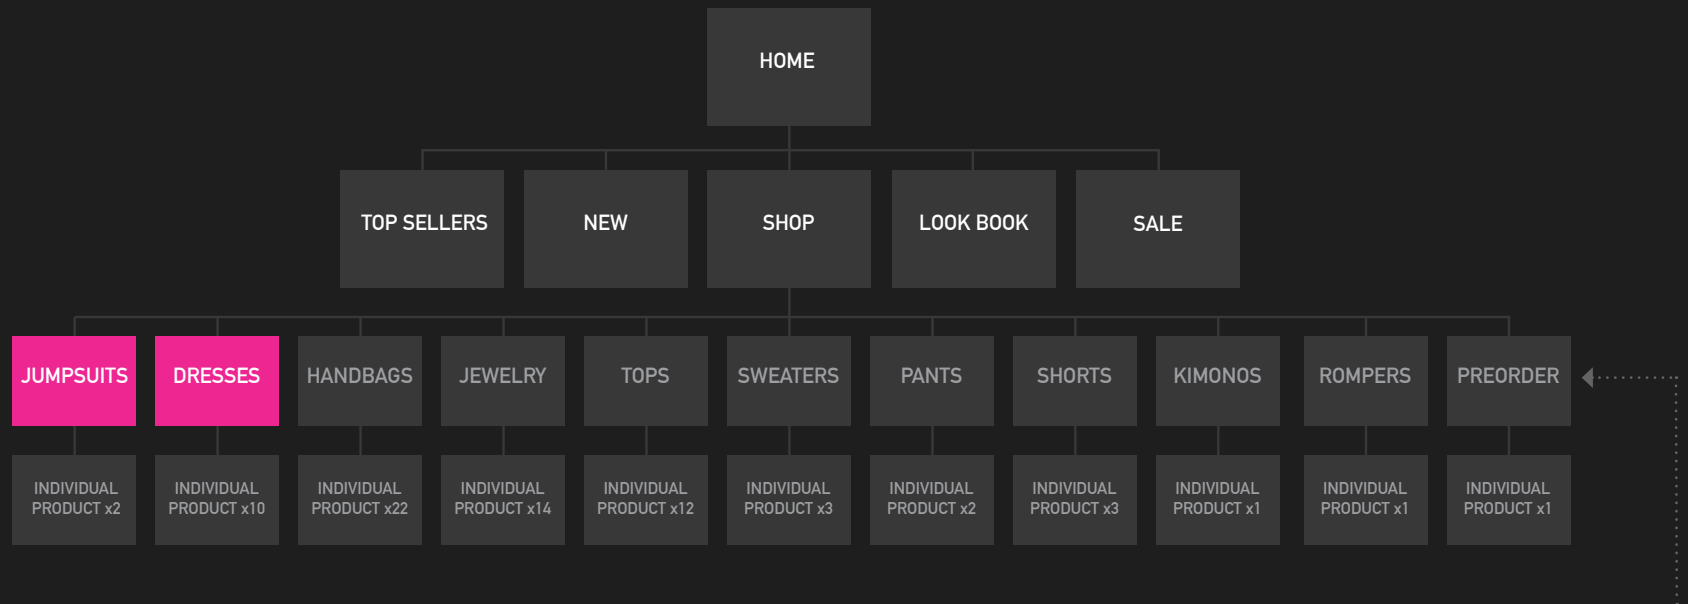 HOME
TOP SELLERS
NEW
SHOP
LOOK BOOK
SALE
JUMPSUITS
DRESSES
HANDBAGS
JEWELRY
TOPS
SWEATERS
PANTS
SHORTS
KIMONOS
ROMPERS
PREORDER
INDIVIDUAL
PRODUCT x2
INDIVIDUAL
PRODUCT x10
INDIVIDUAL
PRODUCT x22
INDIVIDUAL
PRODUCT x14
INDIVIDUAL
PRODUCT x12
INDIVIDUAL
PRODUCT x3
INDIVIDUAL
PRODUCT x2
INDIVIDUAL
PRODUCT x3
INDIVIDUAL
PRODUCT x1
INDIVIDUAL
PRODUCT x1
INDIVIDUAL
PRODUCT x1